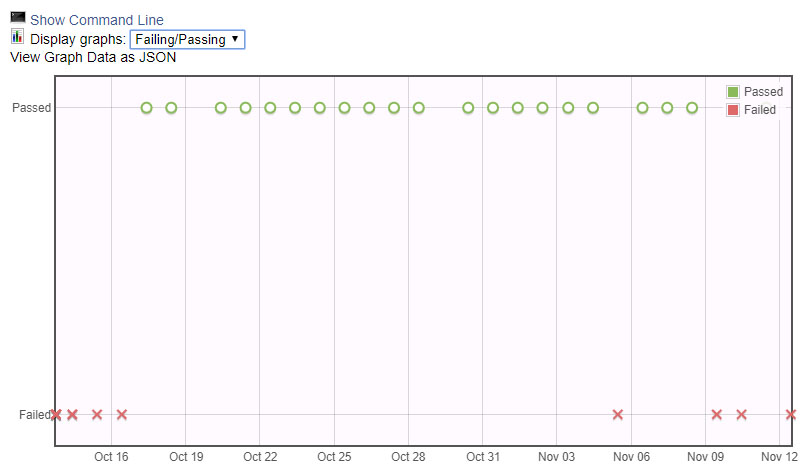 Show Command Line
Display graphs: Failing/Passing
View Graph Data as JSON
Passed
Passed
Failed
Failed
Oct 16 Oct 19 Oct 22 Oct 25 Oct 28 Oct 31 Nov 03 Nov 06 Nov 09 Nov 12